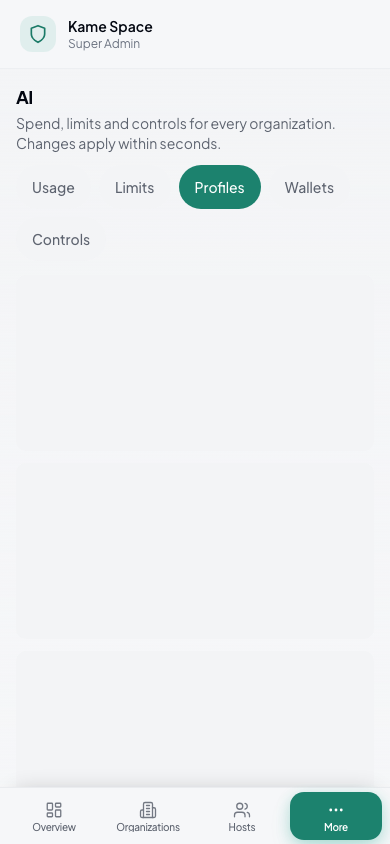 Kame Space
Super Admin
AI
Spend, limits and controls for every organization.
Changes apply within seconds.
Usage
Limits
Profiles
Wallets
Controls
Overview
Organizations
Hosts
More